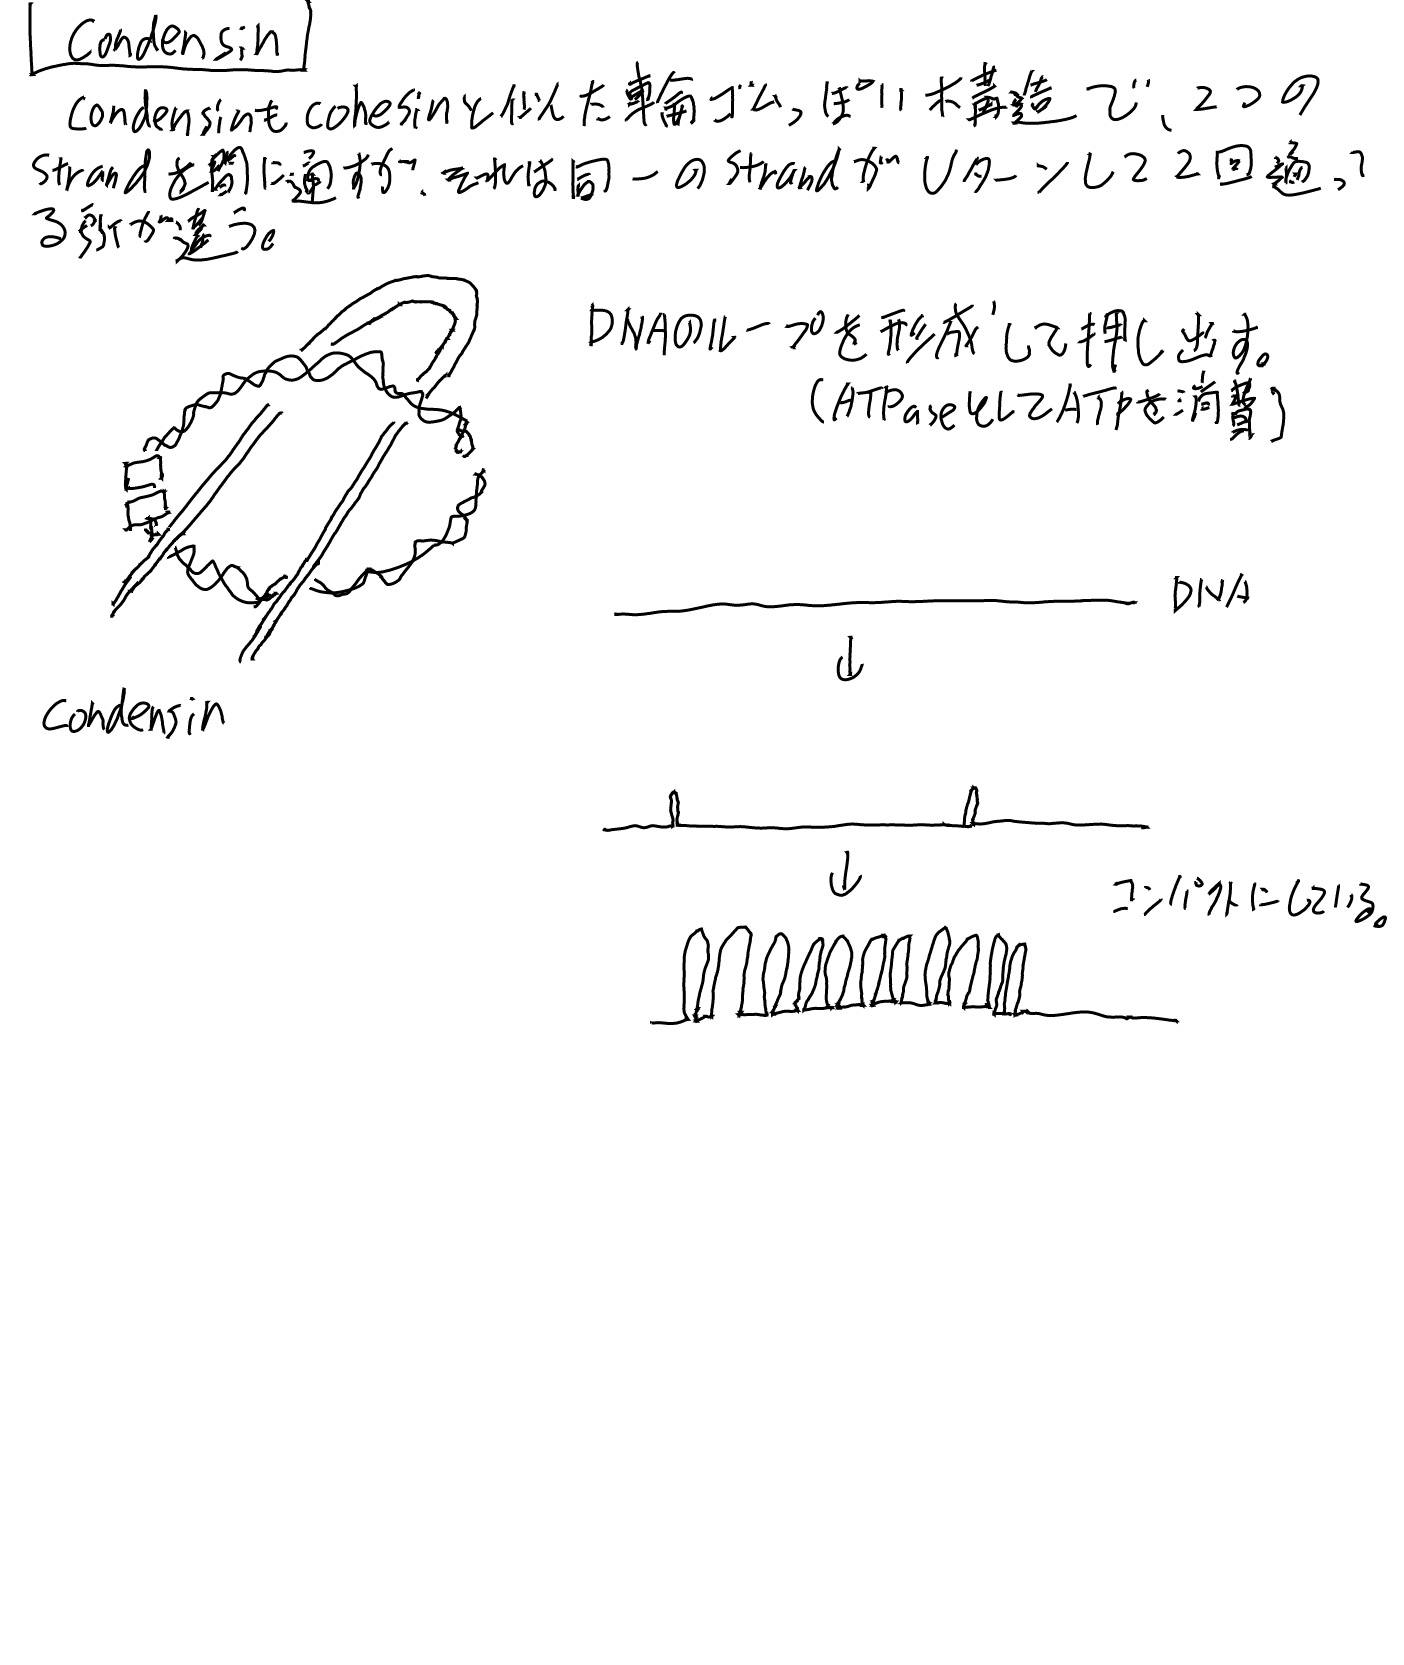 Condensin
condensinも cohesinと似た輪ゴムっぽい構造で、2つの
strandを間に通すが、それは同一のstrandがUターンして2回通って
る所が違う。
DNAのループを形成して押し出す。
(ATPaseとしてATPを消費)
DNA
condensin
コンパクトにしている。